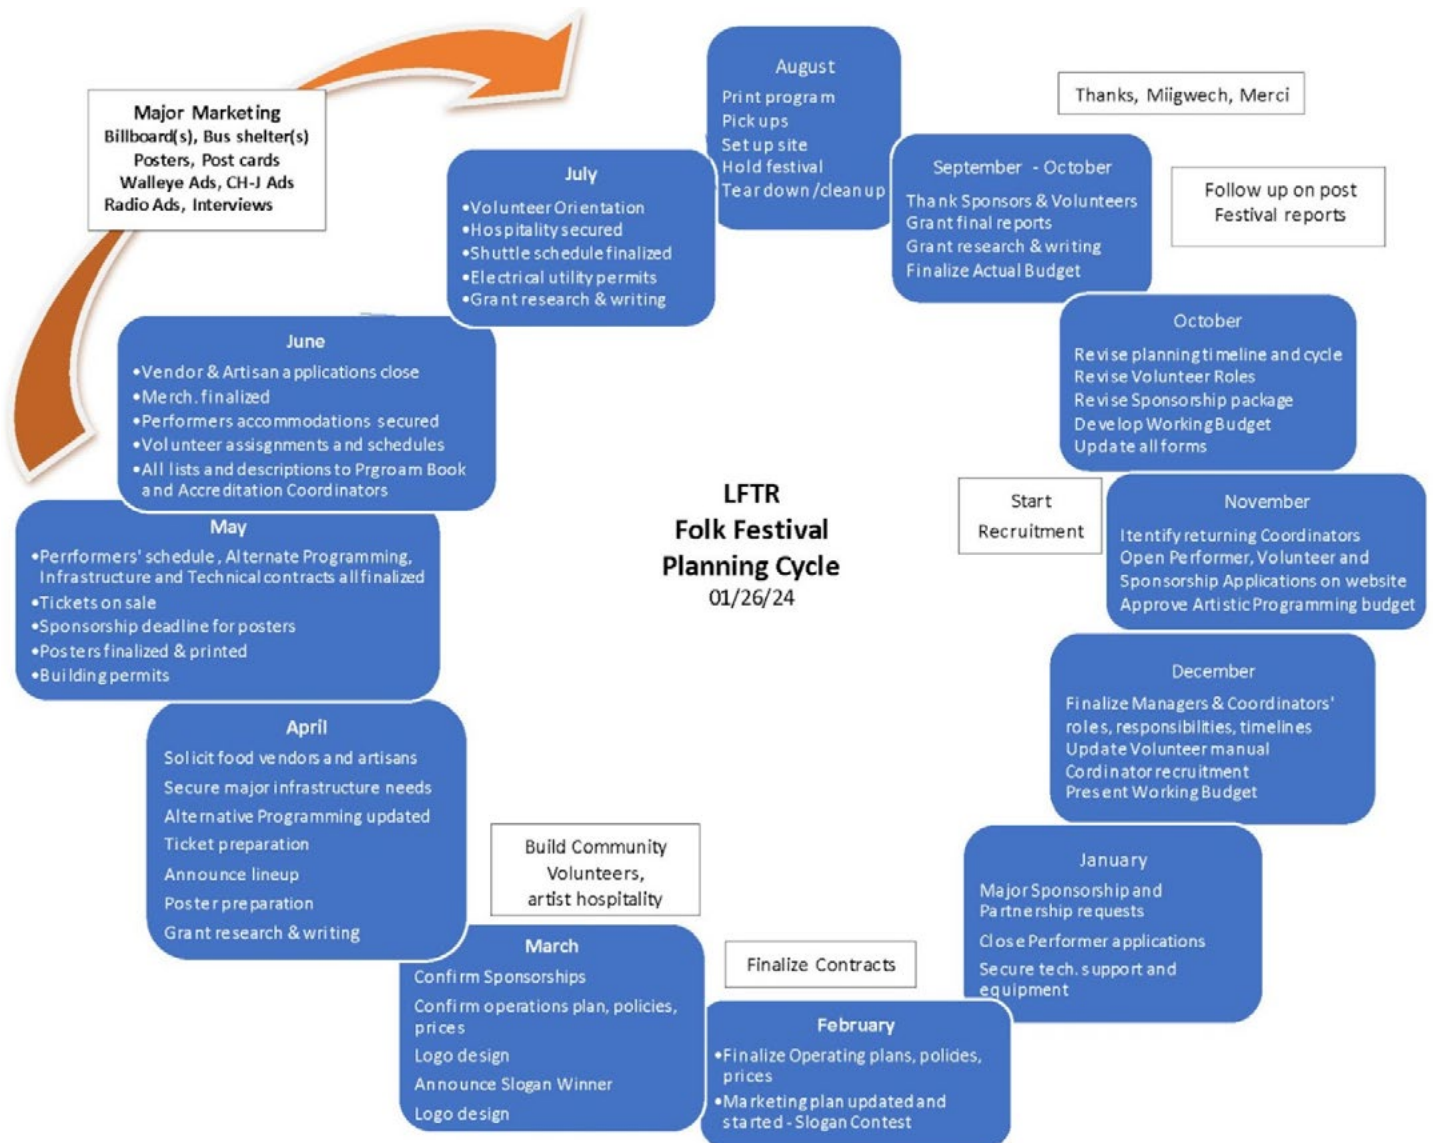 Major Marketing
Billboard(s), Bus shelter(s)
Posters, Post cards
Walleye Ads, CH-J Ads
Radio Ads, Interviews
August
Print program
Pick ups
Set up site
Hold festival
Tear down /clean up
Thanks, Miigwech, Merci
September - October
Thank Sponsors & Volunteers
Grant final reports
Grant research & writing
Finalize Actual Budget
Follow up on post
Festival reports
October
Revise planning timeline and cycle
Revise Volunteer Roles
Revise Sponsorship package
Develop Working Budget
Update all forms
Start
Recruitment
November
Itentify returning Coordinators
Open Performer, Volunteer and
Sponsorship Applications on website
Approve Artistic Programming budget
December
Finalize Managers & Coordinators'
roles, responsibilities, timelines
Update Volunteer manual
Cordinator recruitment
Present Working Budget
January
Major Sponsorship and
Partnership requests
Close Performer applications
Secure tech. support and
equipment
Finalize Contracts
February
•Finalize Operating plans, policies,
prices
•Marketing plan updated and
started - Slogan Contest
Build Community
Volunteers,
artist hospitality
March
Confirm Sponsorships
Confirm operations plan, policies,
prices
Logo design
Announce Slogan Winner
Logo design
April
Solicit food vendors and artisans
Secure major infrastructure needs
Alternative Programming updated
Ticket preparation
Announce lineup
Poster preparation
Grant research & writing
May
•Perrformers' schedule, Alternate Programming,
Infrastructure and Technical contracts all finalized
•Tickets on sale
•Sponsorship deadline for posters
•Posters finalized & printed
•Building permits
June
•Vendor & Artisan applications close
•Merch. finalized
•Performers accommodations secured
•Volunteer assisgnments and schedules
•All lists and descriptions to Prgroam Book
and Accreditation Coordinators
July
•Volunteer Orientation
•Hospitality secured
•Shuttle schedule finalized
•Electrical utility permits
•Grant research & writing
LFTR
Folk Festival
Planning Cycle
01/26/24